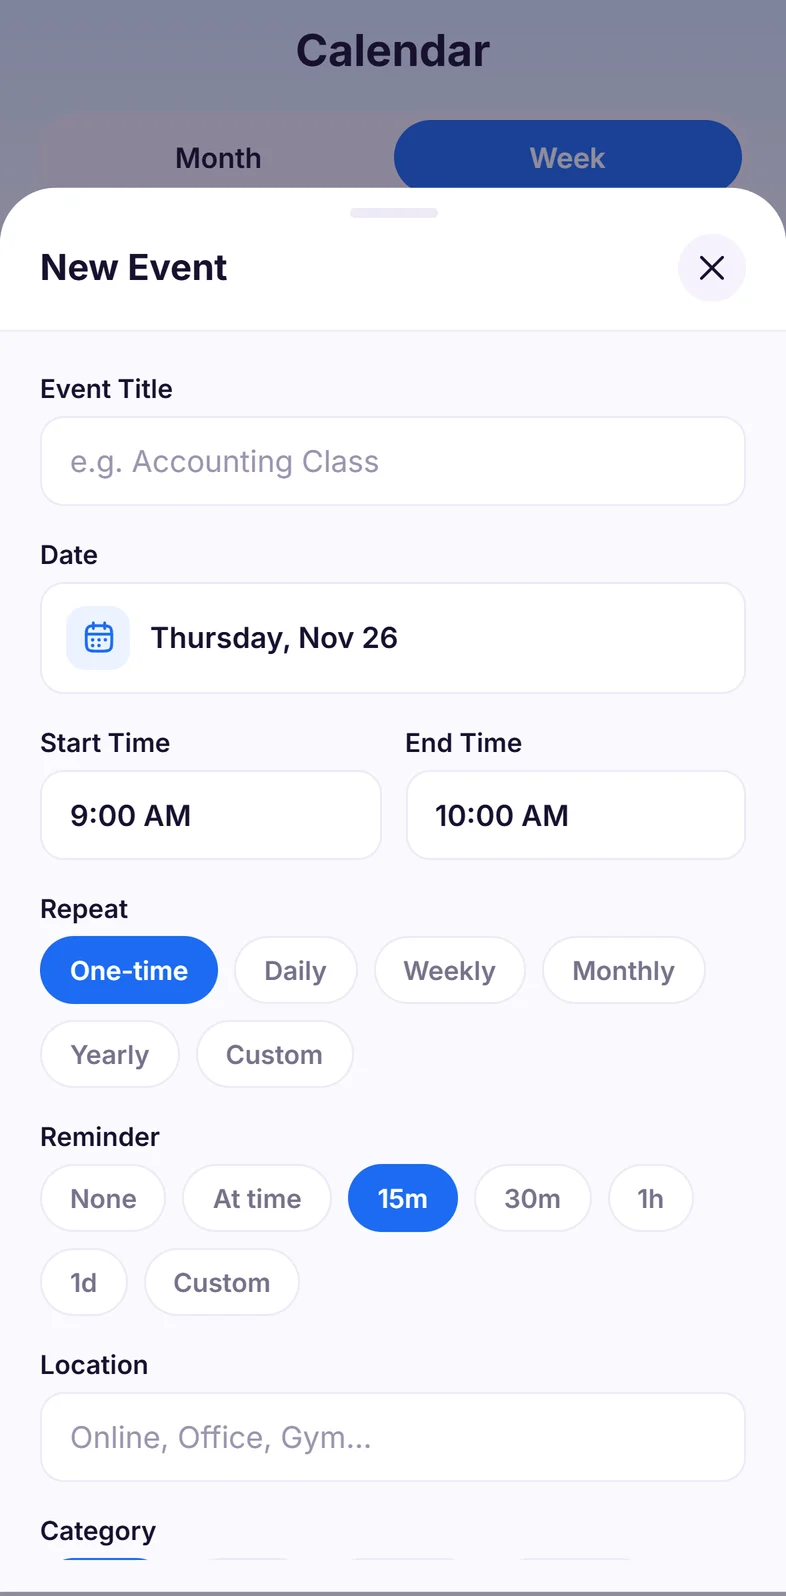 Calendar
Month Week
New Event
Event Title
e.g. Accounting Class
Date
Thursday, Nov 26
Start Time End Time
9:00 AM 10:00 AM
Repeat
One-time Daily Weekly Monthly
Yearly Custom
Reminder
None At time 15m 30m 1h
1d Custom
Location
Online, Office, Gym...
Category